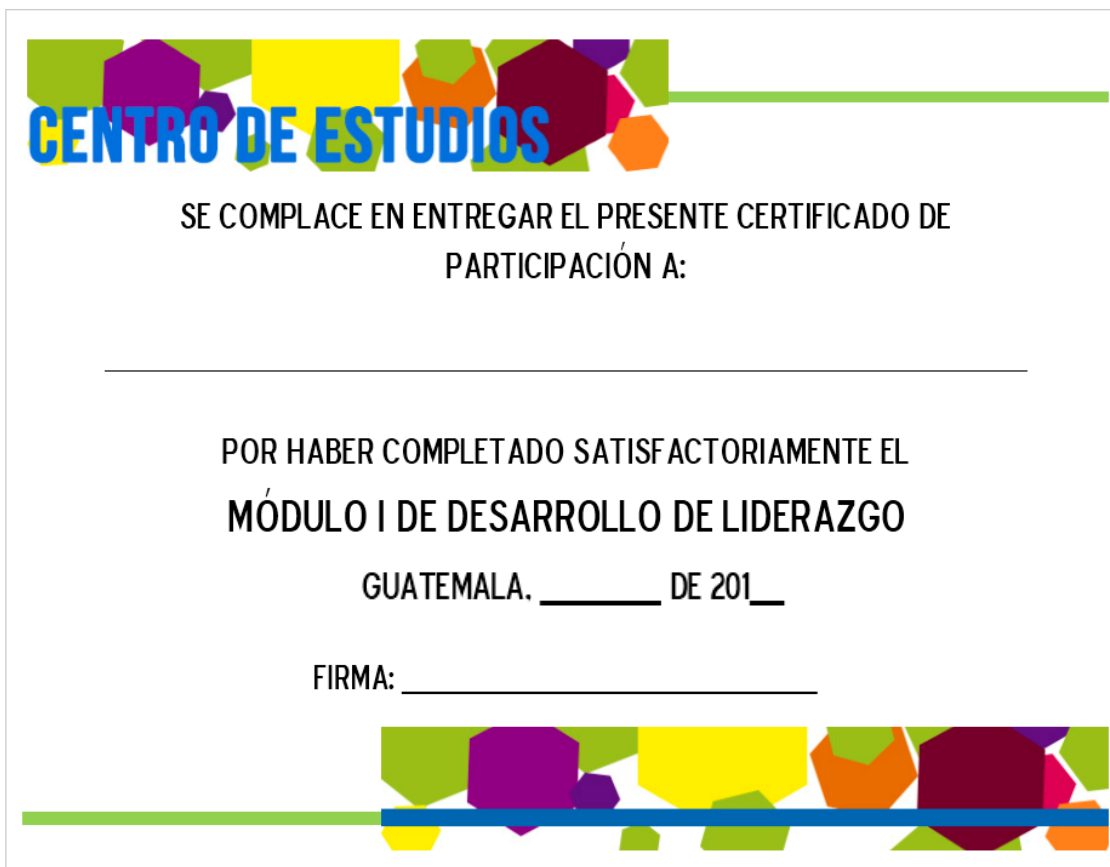 CENTRO DE ESTUDIOS
SE COMPLACE EN ENTREGAR EL PRESENTE CERTIFICADO DE
PARTICIPACIÓN A:
POR HABER COMPLETADO SATISFACTORIAMENTE EL
MÓDULO I DE DESARROLLO DE LIDERAZGO
GUATEMALA, _______ DE 201__
FIRMA: ________________________